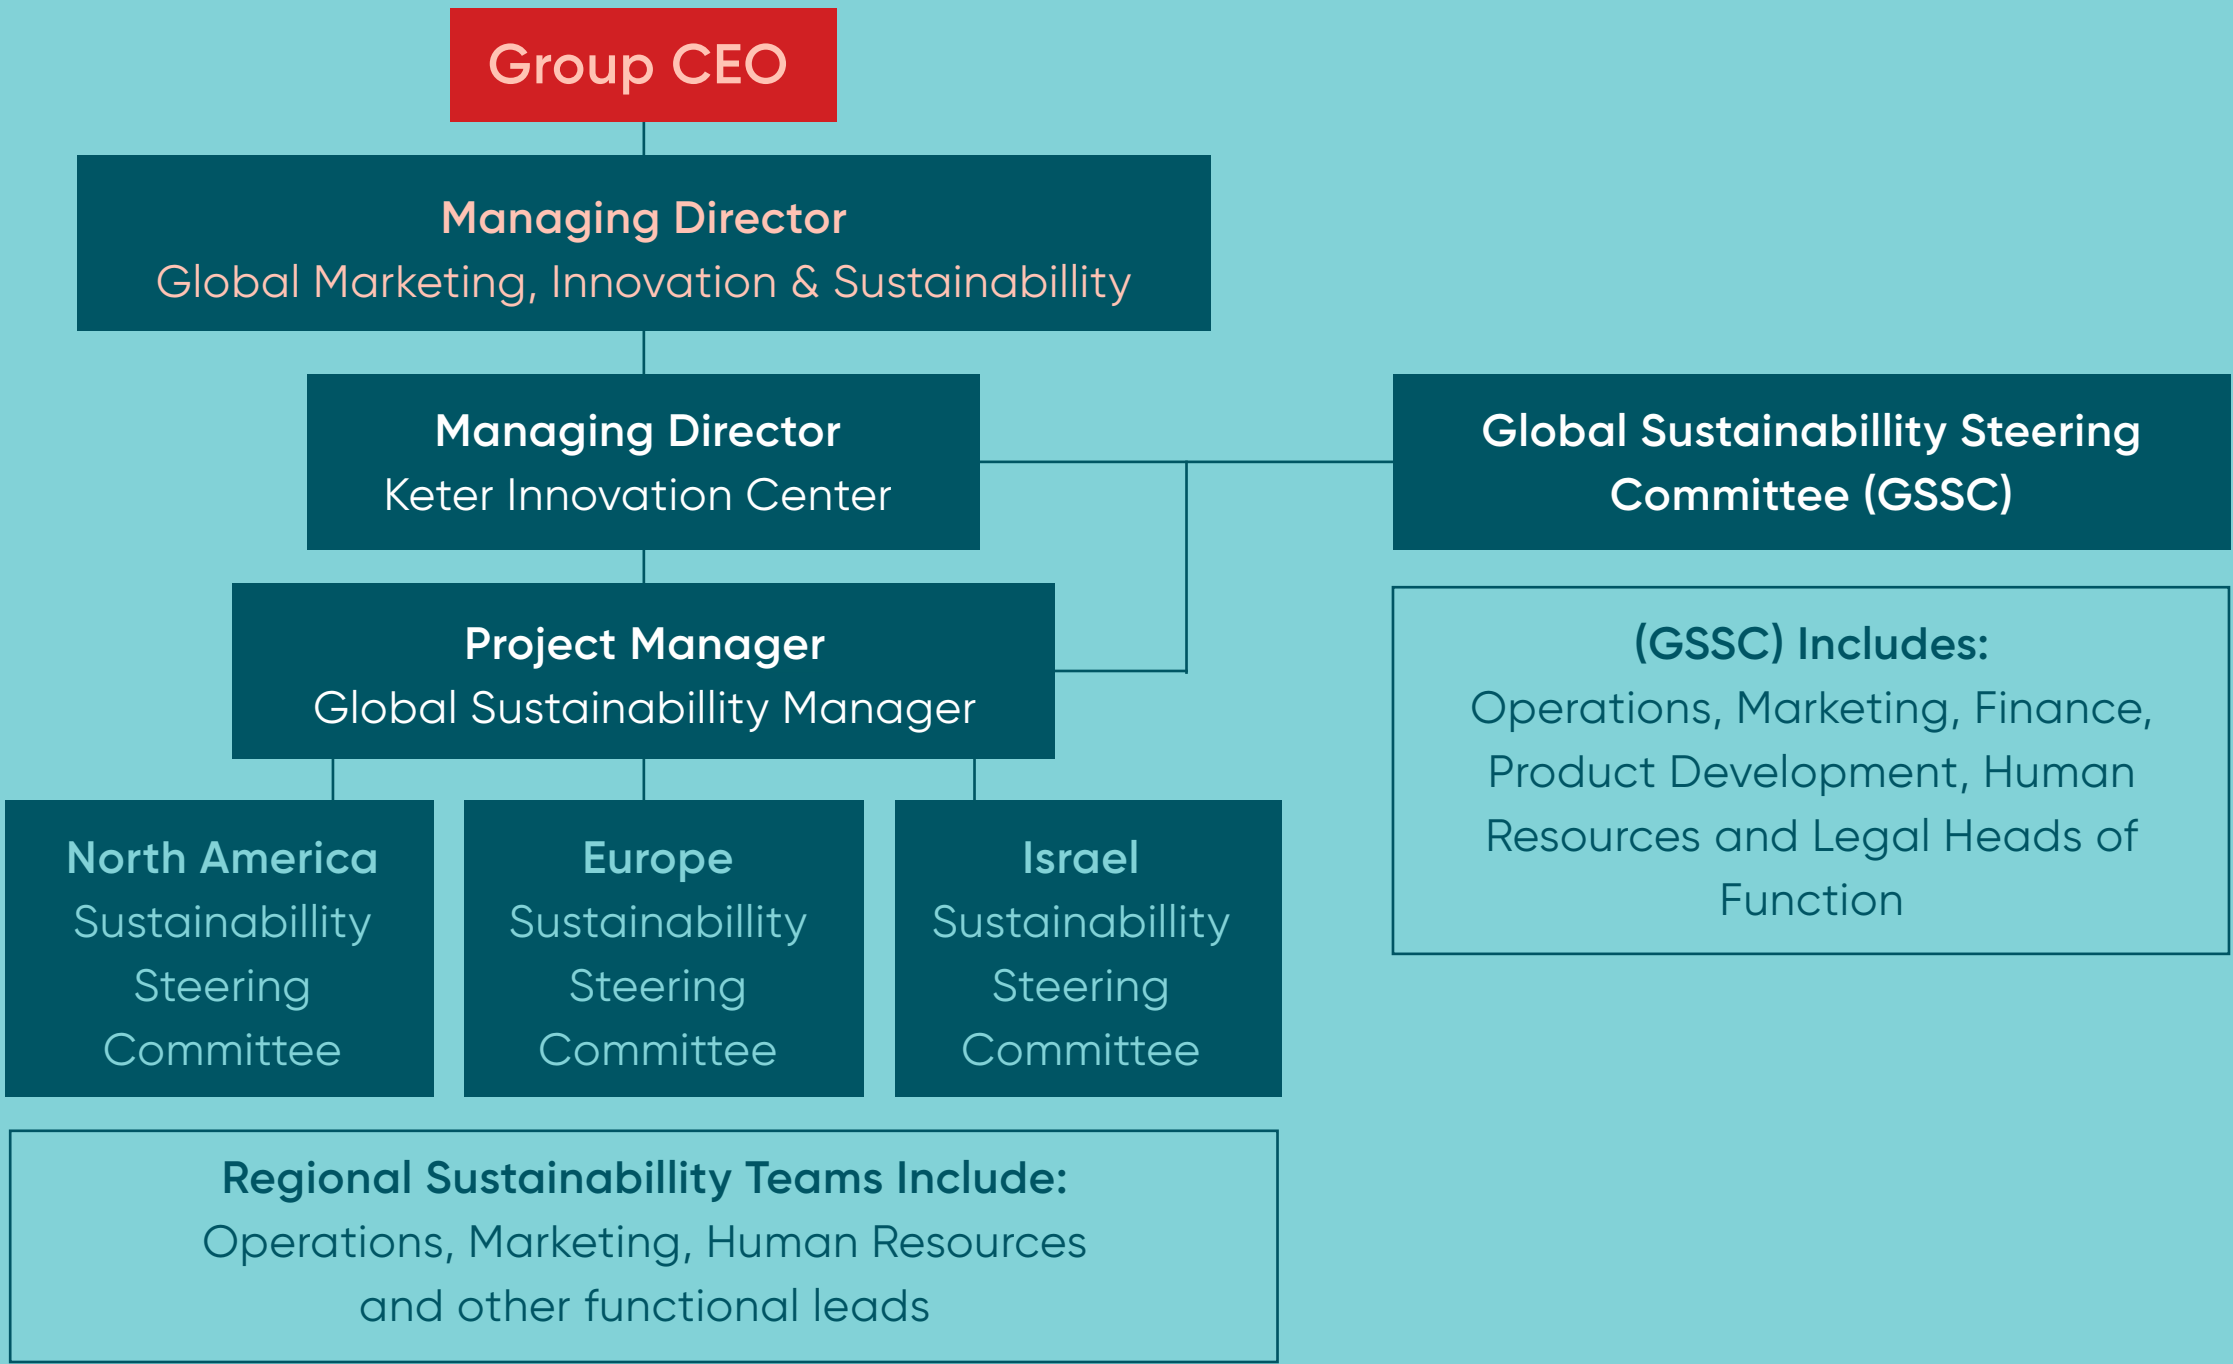 Group CEO
Managing Director
Global Marketing, Innovation & Sustainabillity
Managing Director
Keter Innovation Center
Global Sustainabillity Steering
Committee (GSSC)
Project Manager
Global Sustainabillity Manager
(GSSC) Includes:
Operations, Marketing, Finance,
Product Development, Human
Resources and Legal Heads of
Function
North America
Sustainabillity
Steering
Committee
Europe
Sustainabillity
Steering
Committee
Israel
Sustainabillity
Steering
Committee
Regional Sustainabillity Teams Include:
Operations, Marketing, Human Resources
and other functional leads